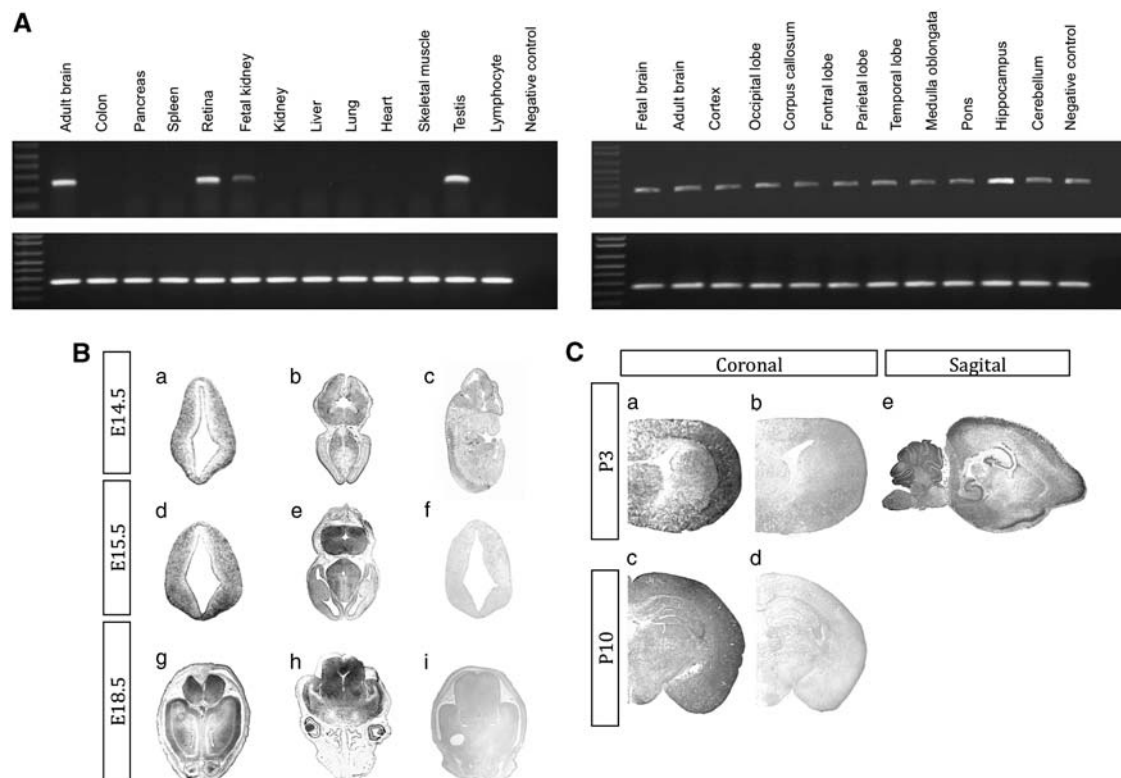 A
Adult brain
Colon
Pancreas
Spleen
Retina
Fetal kidney
Kidney
Liver
Lung
Heart
Skeletal muscle
Testis
Lymphocyte
Negative control
Fetal brain
Adult brain
Cortex
Occipital lobe
Corpus callosum
Fontral lobe
Parietal lobe
Temporal lobe
Medulla oblongata
Pons
Hippocampus
Cerebellum
Negative control
B
E14.5
a
b
c
E15.5
d
e
f
E18.5
g
h
i
C
Coronal
Sagital
P3
a
b
e
P10
c
d